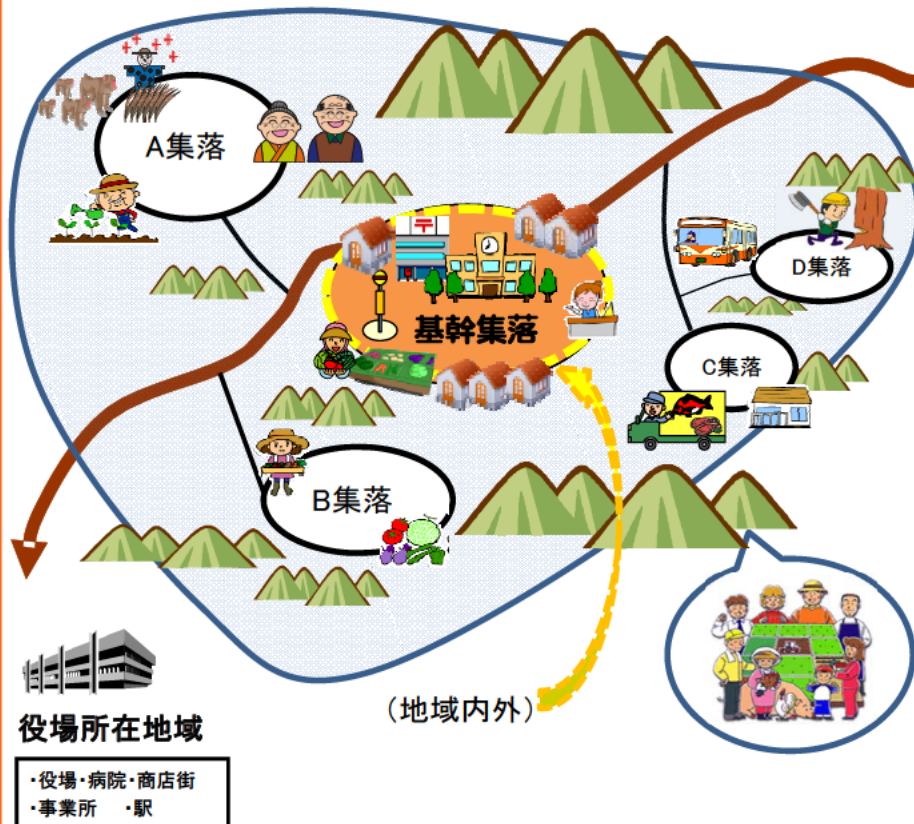 A集落
D集落
基幹集落
C集落
B集落
(地域内外)
役場所在地域
・役場・病院・商店街
・事業所　・駅